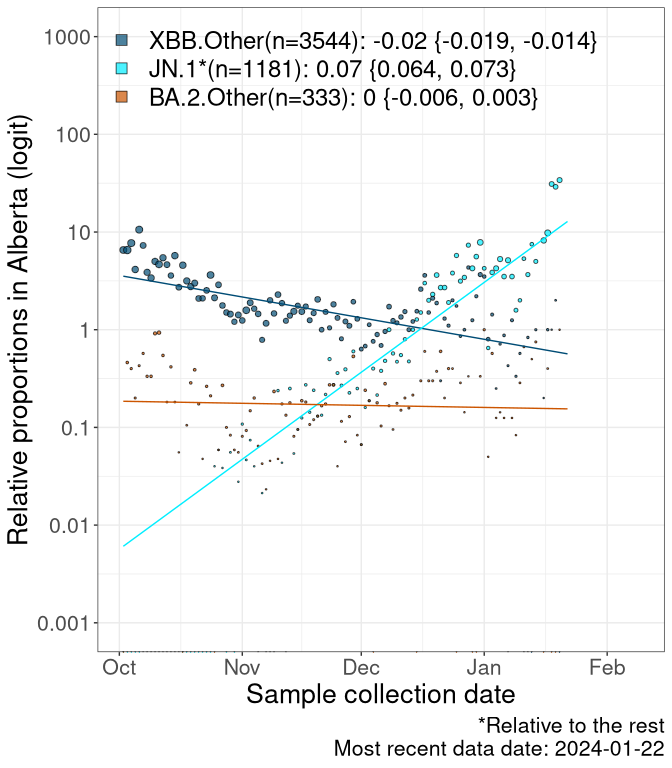 XBB.Other(n=3544): -0.02 {-0.019, -0.014}
JN.1*(n=1181): 0.07 {0.064, 0.073}
BA.2.Other(n=333): 0 {-0.006, 0.003}
Relative proportions in Alberta (logit)
1000
100
10
1
0.1
0.01
0.001
Oct Nov Dec Jan Feb
Sample collection date
*Relative to the rest
Most recent data date: 2024-01-22